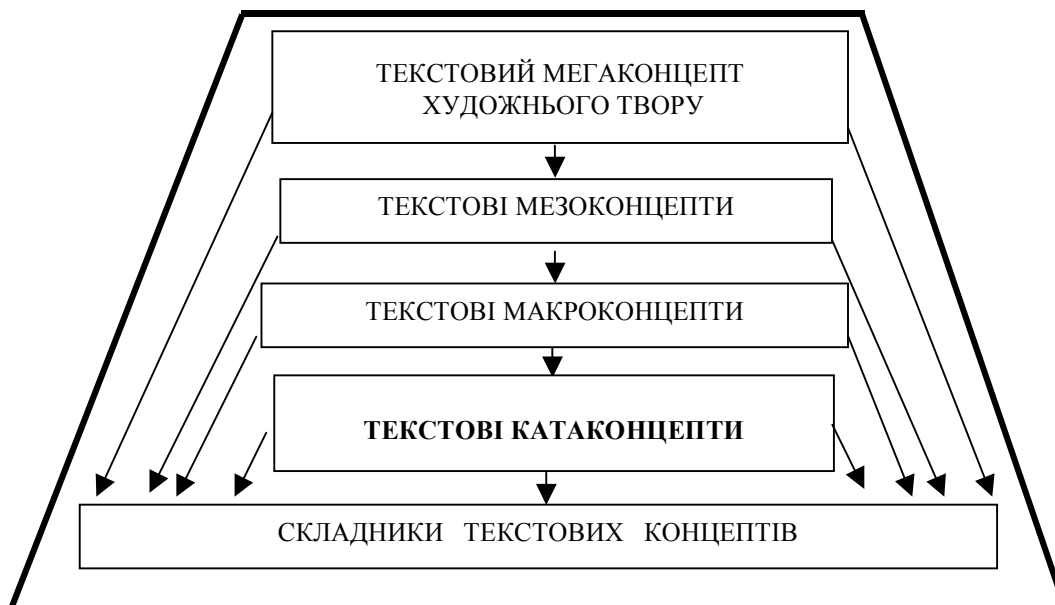 ТЕКСТОВИЙ МЕГАКОНЦЕПТ
ХУДОЖНЬОГО ТВОРУ
ТЕКСТОВІ МЕЗОКОНЦЕПТИ
ТЕКСТОВІ МАКРОКОНЦЕПТИ
ТЕКСТОВІ КАТАКОНЦЕПТИ
СКЛАДНИКИ ТЕКСТОВИХ КОНЦЕПТІВ